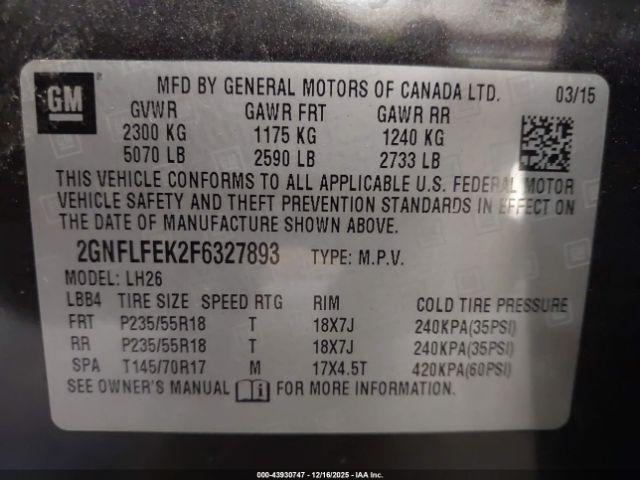 GM ®
MFD BY GENERAL MOTORS OF CANADA LTD. 03/15
GVWR GAWR FRT GAWR RR
2300 KG 1175 KG 1240 KG
5070 LB 2590 LB 2733 LB
THIS VEHICLE CONFORMS TO ALL APPLICABLE U.S. FEDERAL MOTOR
VEHICLE SAFETY AND THEFT PREVENTION STANDARDS IN EFFECT ON
THE DATE OF MANUFACTURE SHOWN ABOVE.
2GNFLFEK2F6327893 TYPE: M.P.V.
MODEL: LH26
LBB4 TIRE SIZE SPEED RTG RIM COLD TIRE PRESSURE
FRT P235/55R18 T 18X7J 240KPA(35PSI)
RR P235/55R18 T 18X7J 240KPA(35PSI)
SPA T145/70R17 M 17X4.5T 420KPA(60PSI)
SEE OWNER'S MANUAL FOR MORE INFORMATION.
000-43930747 - 12/16/2025 - IAA Inc.